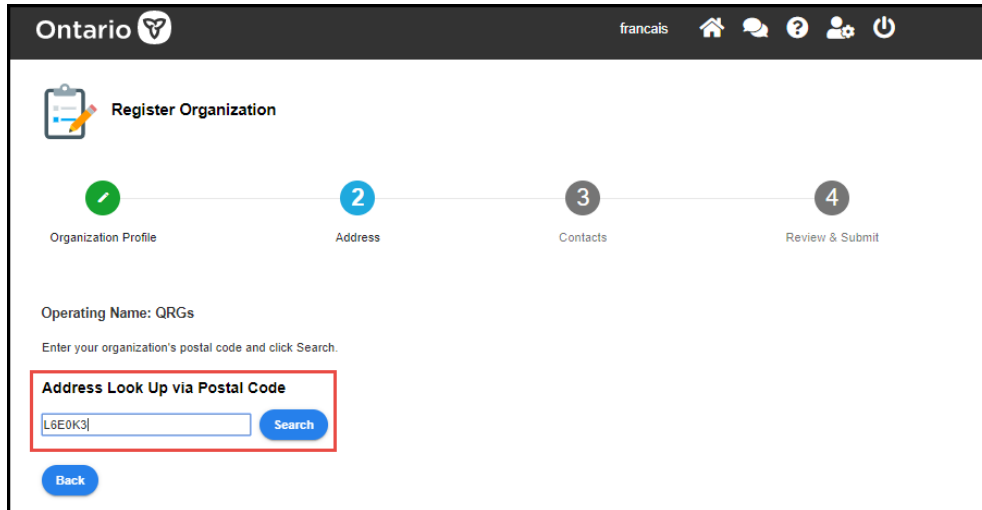 Ontario
francais
Register Organization
2
3
4
Organization Profile
Address
Contacts
Review & Submit
Operating Name: QRGs
Enter your organization's postal code and click Search.
Address Look Up via Postal Code
L6E0K3
Search
Back